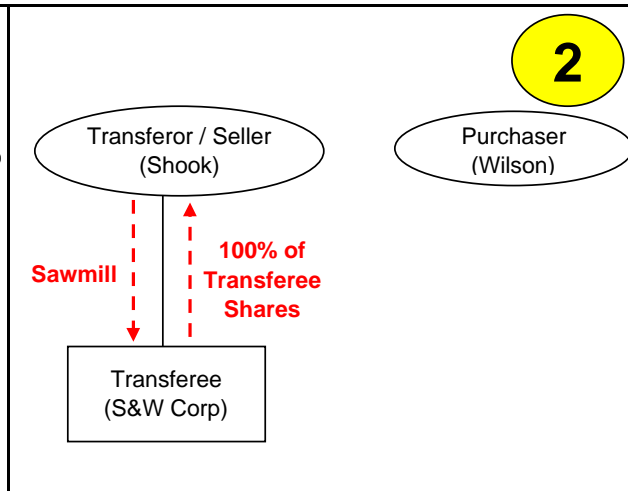 2
Transferor / Seller
(Shook)
Purchaser
(Wilson)
Sawmill
100% of
Transferee
Shares
Transferee
(S&W Corp)